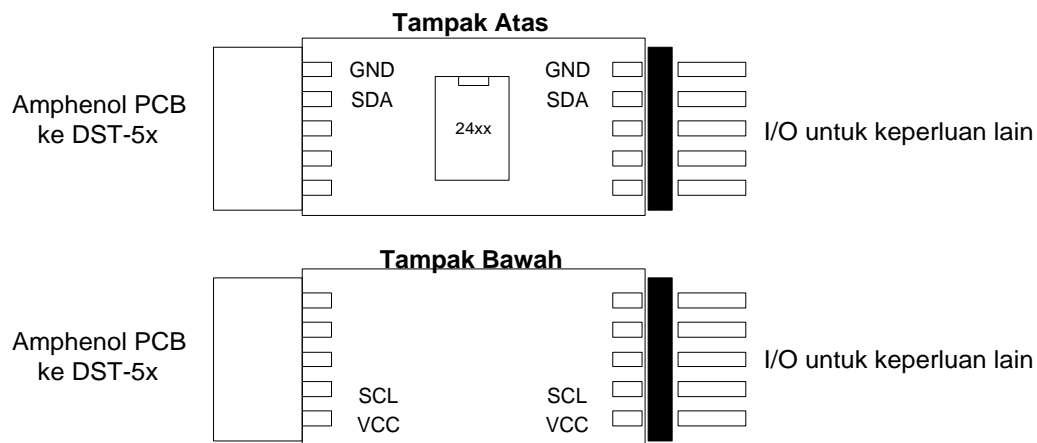 Tampak Atas
GND
GND
SDA
SDA
Amphenol PCB
ke DST-5x
24xx
I/O untuk keperluan lain
Tampak Bawah
Amphenol PCB
ke DST-5x
I/O untuk keperluan lain
SCL
SCL
VCC
VCC